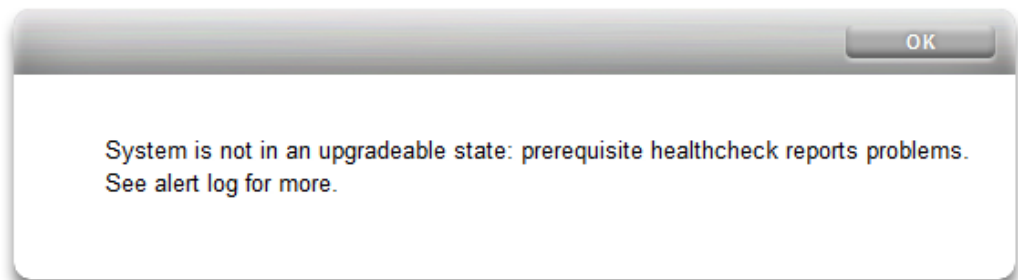 OK
System is not in an upgradeable state: prerequisite healthcheck reports problems.
See alert log for more.